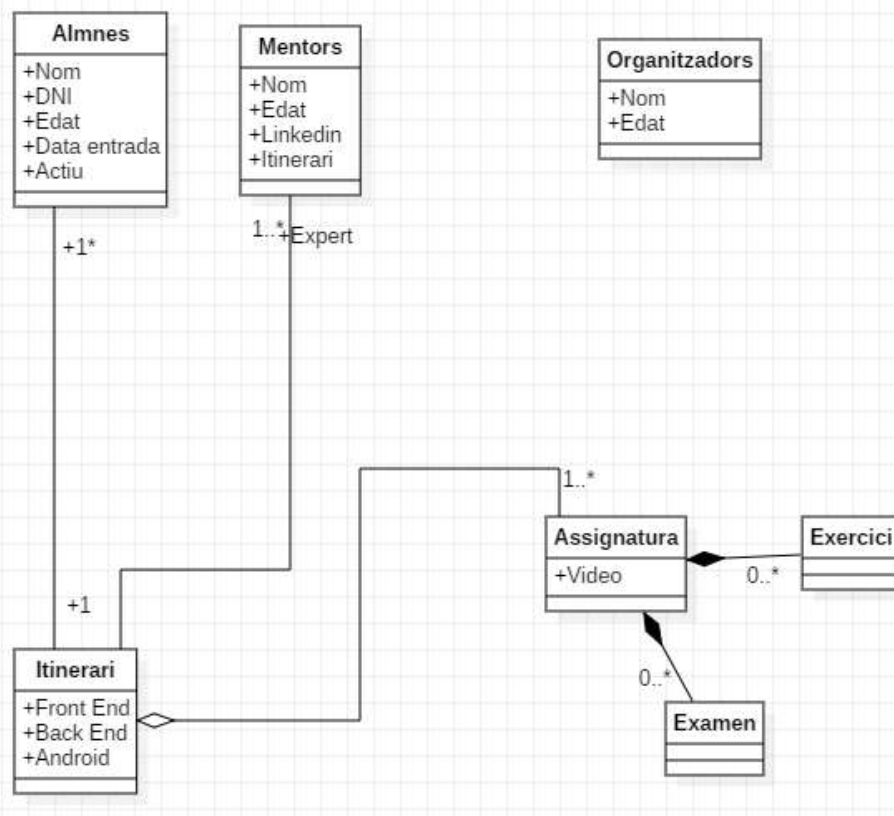 Almnes
+Nom
+DNI
+Edat
+Data entrada
+Actiu
Mentors
+Nom
+Edat
+Linkedin
+Itinerari
Organitzadors
+Nom
+Edat
+1*
1..*
+Expert
1..*
Assignatura
+Video
Exercici
0..*
+1
0..*
Itinerari
+Front End
+Back End
+Android
Examen